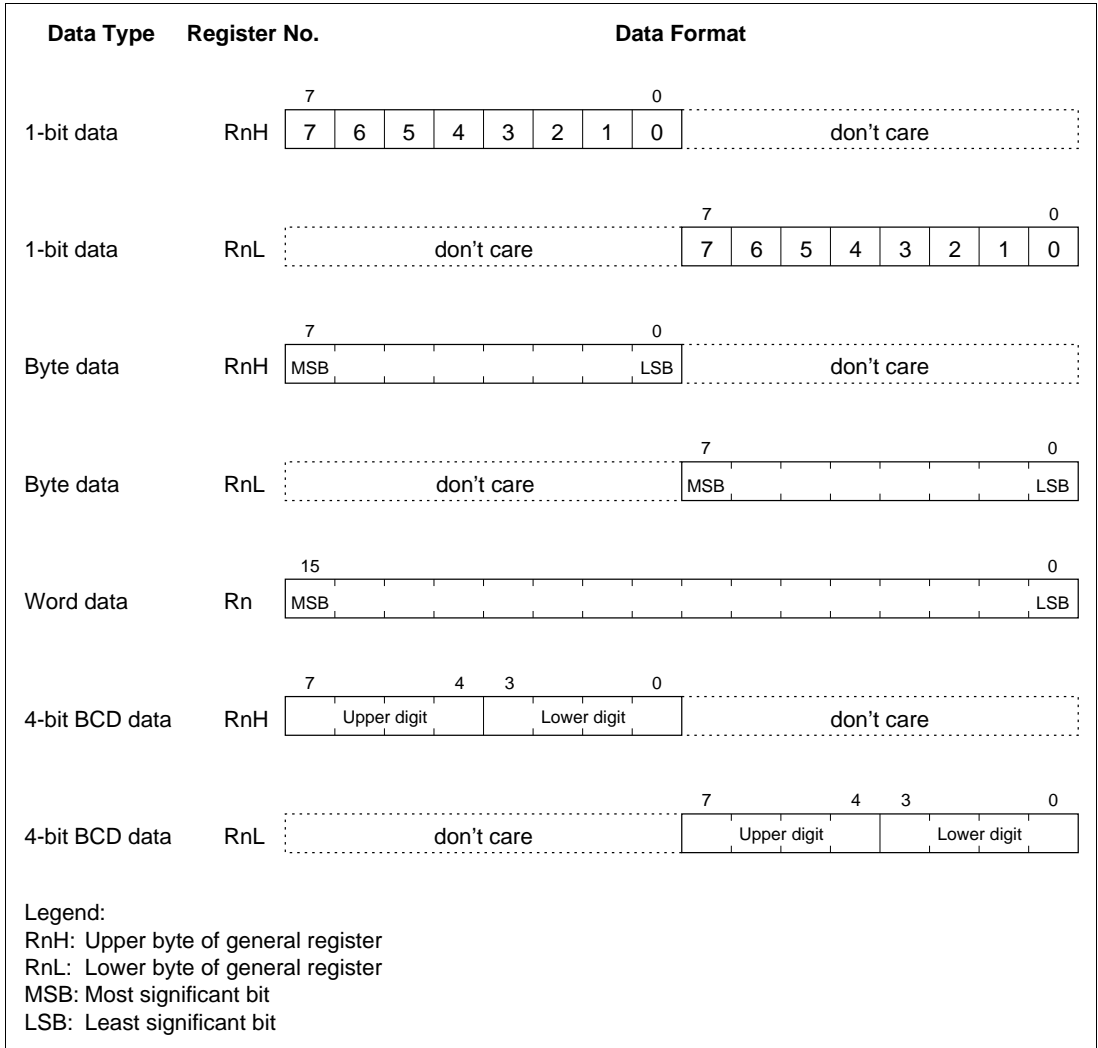 Data Type Register No. Data Format
7 0
1-bit data RnH 7 6 5 4 3 2 1 0 don't care
7 0
1-bit data RnL don't care 7 6 5 4 3 2 1 0
7 0
Byte data RnH MSB LSB don't care
7 0
Byte data RnL don't care MSB LSB
15 0
Word data Rn MSB LSB
7 4 3 0
4-bit BCD data RnH Upper digit Lower digit don't care
7 4 3 0
4-bit BCD data RnL don't care Upper digit Lower digit
Legend:
RnH: Upper byte of general register
RnL: Lower byte of general register
MSB: Most significant bit
LSB: Least significant bit